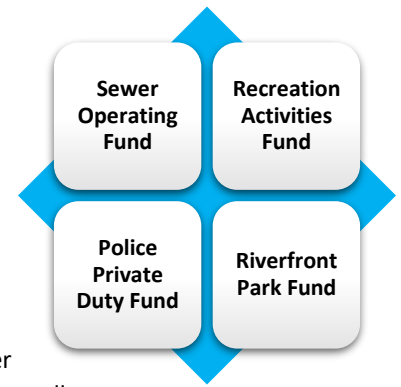 Sewer
Operating
Fund
Recreation
Activities
Fund
Police
Private
Duty Fund
Riverfront
Park Fund